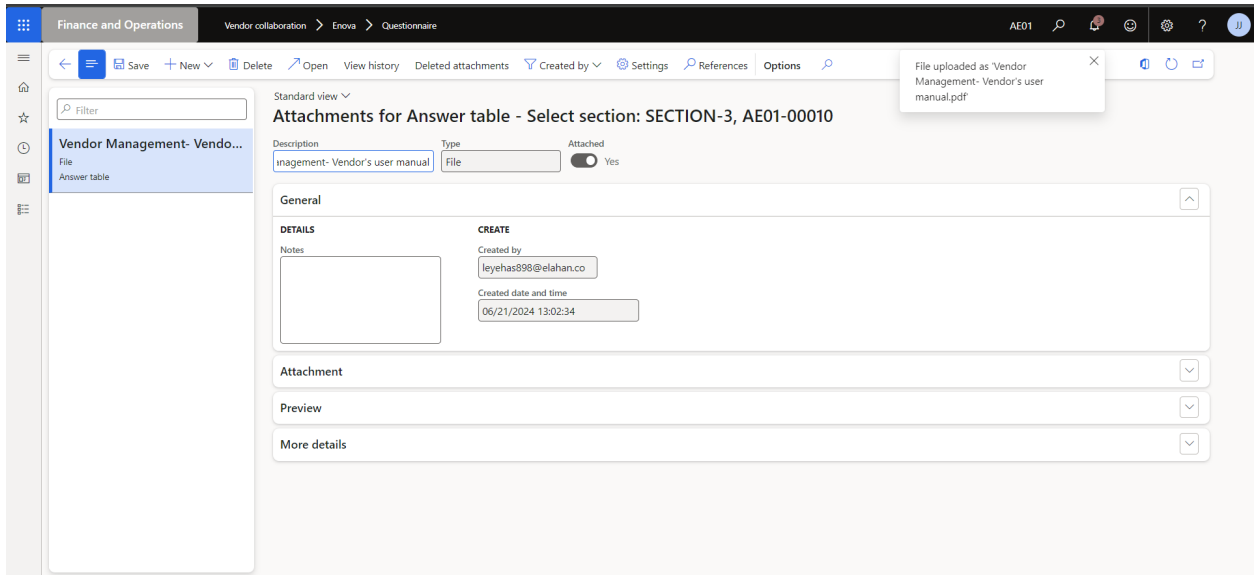 Finance and Operations
Vendor collaboration > Enova > Questionnaire
AE01
3
?
JJ
Save
New
Delete
Open
View history
Deleted attachments
Created by
Settings
References
Options
File uploaded as 'Vendor
Management- Vendor's user
manual.pdf'
Filter
Vendor Management- Vendo...
File
Answer table
Standard view
Attachments for Answer table - Select section: SECTION-3, AE01-00010
Description
Type
Attached
nagement- Vendor's user manual
File
Yes
General
DETAILS
CREATE
Notes
Created by
leyehas898@elahan.co
Created date and time
06/21/2024 13:02:34
Attachment
Preview
More details